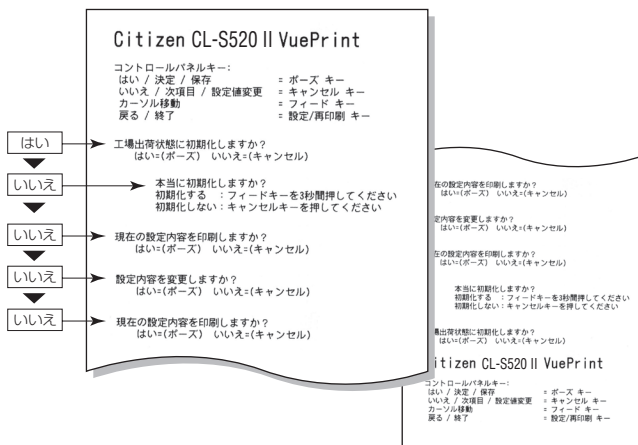 Citizen CL-S520 II VuePrint
コントロールパネルキー:
はい / 決定 / 保存 = ポーズ キー
いいえ / 次項目 / 設定値変更 = キャンセル キー
カーソル移動 = フィード キー
戻る / 終了 = 設定/再印刷 キー
はい
工場出荷状態に初期化しますか?
はい=(ポーズ) いいえ=(キャンセル)
いいえ
本当に初期化しますか?
初期化する :フィードキーを3秒間押してください
初期化しない:キャンセルキーを押してください
いいえ
現在の設定内容を印刷しますか?
はい=(ポーズ) いいえ=(キャンセル)
いいえ
設定内容を変更しますか?
はい=(ポーズ) いいえ=(キャンセル)
いいえ
現在の設定内容を印刷しますか?
はい=(ポーズ) いいえ=(キャンセル)
在の設定内容を印刷しますか?
はい=(ポーズ) いいえ=(キャンセル)
定内容を変更しますか?
はい=(ポーズ) いいえ=(キャンセル)
在の設定内容を印刷しますか?
はい=(ポーズ) いいえ=(キャンセル)
本当に初期化しますか?
初期化する :フィードキーを3秒間押してください
初期化しない:キャンセルキーを押してください
場出荷状態に初期化しますか?
はい=(ポーズ) いいえ=(キャンセル)
itizen CL-S520 II VuePrint
コントロールパネルキー:
はい / 決定 / 保存 = ポーズ キー
いいえ / 次項目 / 設定値変更 = キャンセル キー
カーソル移動 = フィード キー
戻る / 終了 = 設定/再印刷 キー